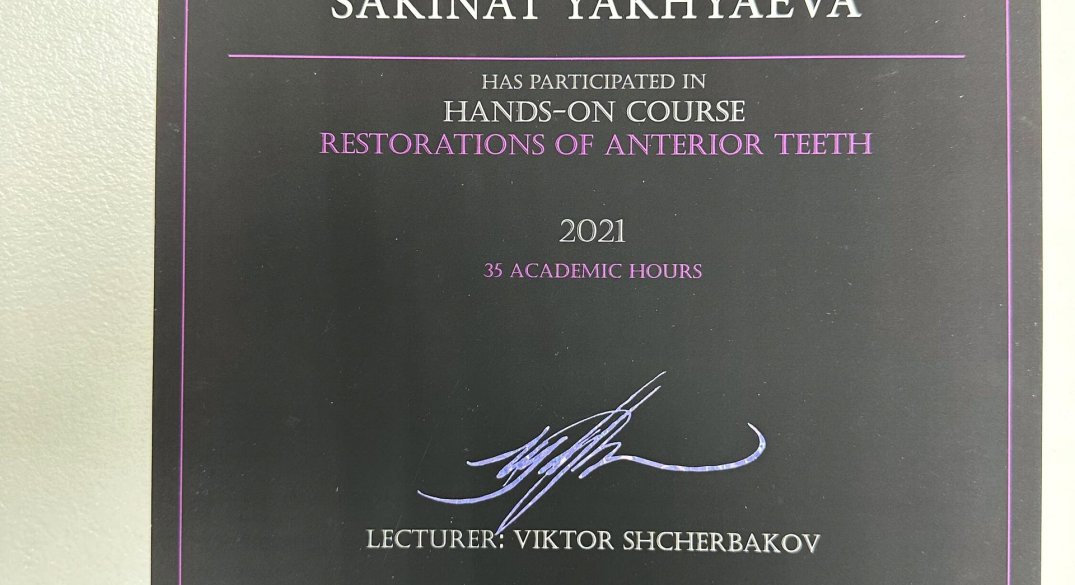 SAKINAT YAKHYAEVA
HAS PARTICIPATED IN
HANDS-ON COURSE
RESTORATIONS OF ANTERIOR TEETH
2021
35 ACADEMIC HOURS
LECTURER: VIKTOR SHCHERBAKOV